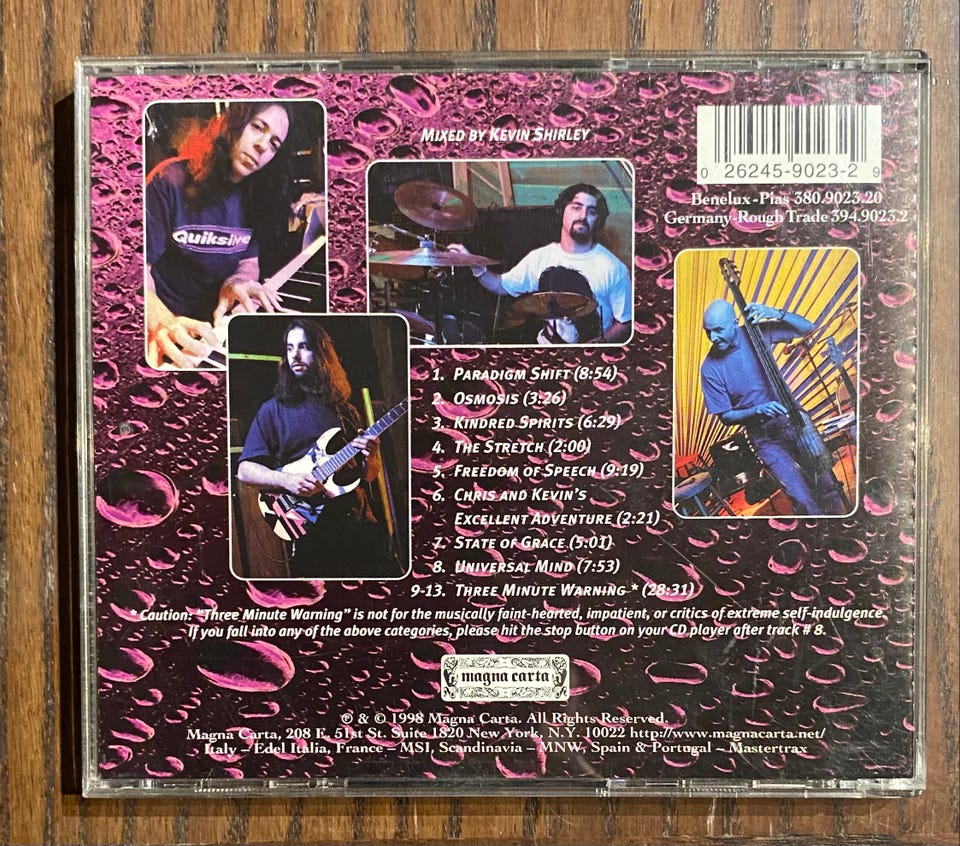 Mixed by Kevin Shirley
0 26245-9023-2 9
Benelux-Pias 380.9023.20
Germany-Rough Trade 394.9023.2
Quiksilve
1. Paradigm Shift (8:54)
2. Osmosis (3:26)
3. Kindred Spirits (6:29)
4. The Stretch (2:00)
5. Freedom of Speech (9:19)
6. Chris and Kevin's
Excellent Adventure (2:21)
7. State of Grace (5:01)
8. Universal Mind (7:53)
9-13. Three Minute Warning * (28:31)
* Caution: "Three Minute Warning" is not for the musically faint-hearted, impatient, or critics of extreme self-indulgence.
If you fall into any of the above categories, please hit the stop button on your CD player after track # 8.
magna carta
℗ & © 1998 Magna Carta. All Rights Reserved.
Magna Carta, 208 E. 51st St. Suite 1820 New York, N.Y. 10022 http://www.magnacarta.net/
Italy – Edel Italia, France – MSI, Scandinavia – MNW, Spain & Portugal – Mastertrax